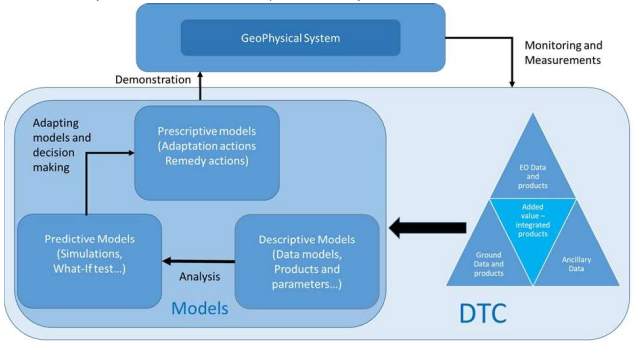 GeoPhysical System
Monitoring and
Measurements
Demonstration
Adapting
models and
decision
making
Prescriptive models
(Adaptation actions
Remedy actions)
EO Data
and
products
Added
value –
Integrated
products
Ground
Data and
products
Ancillary
Data
Predictive Models
(Simulations,
What-If test...)
Analysis
Descriptive Models
(Data models,
Products and
parameters...)
Models
DTC